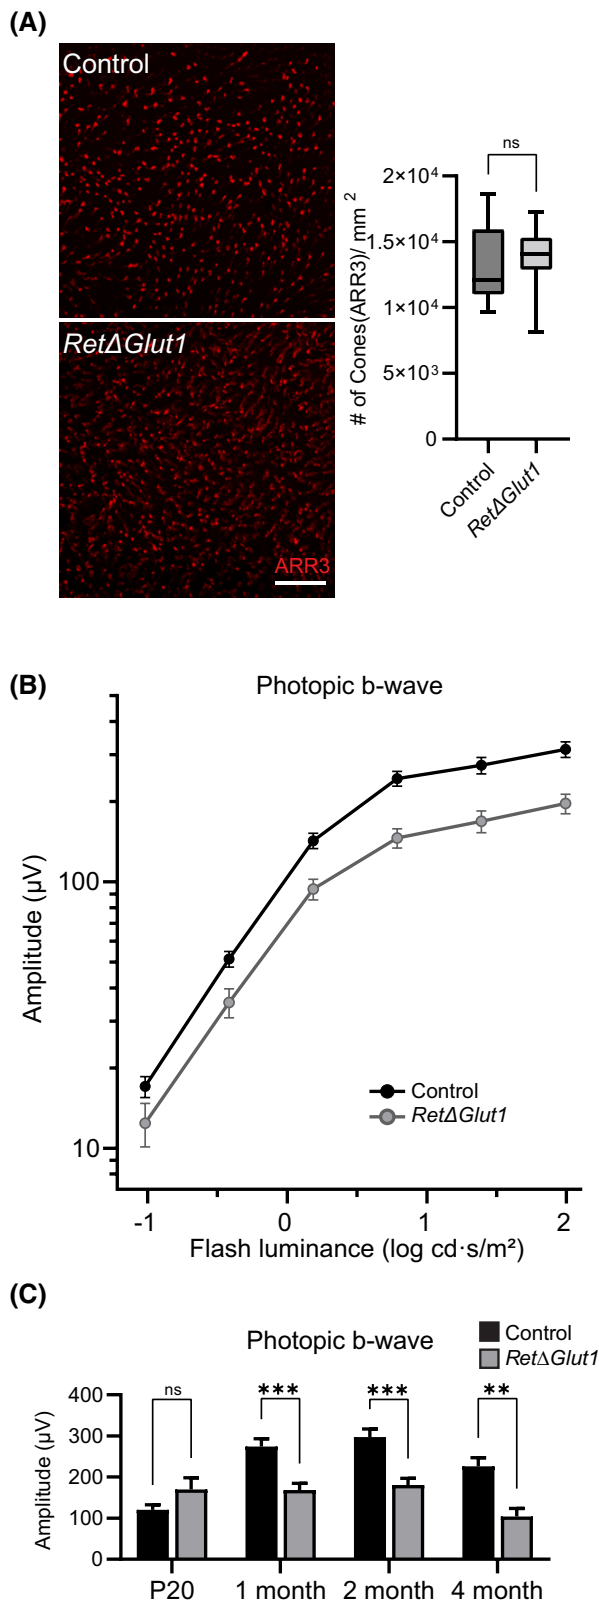 (A)
Control
RetΔGlut1
ARR3
ns
# of Cones(ARR3)/ mm²
2×10⁴
1.5×10⁴
1×10⁴
5×10³
0
Control
RetΔGlut1
(B)
Photopic b-wave
Amplitude (µV)
100
10
Control
RetΔGlut1
-1 0 1 2
Flash luminance (log cd·s/m²)
(C)
Photopic b-wave
Control
RetΔGlut1
Amplitude (µV)
400
300
200
100
0
ns *** *** **
P20 1 month 2 month 4 month